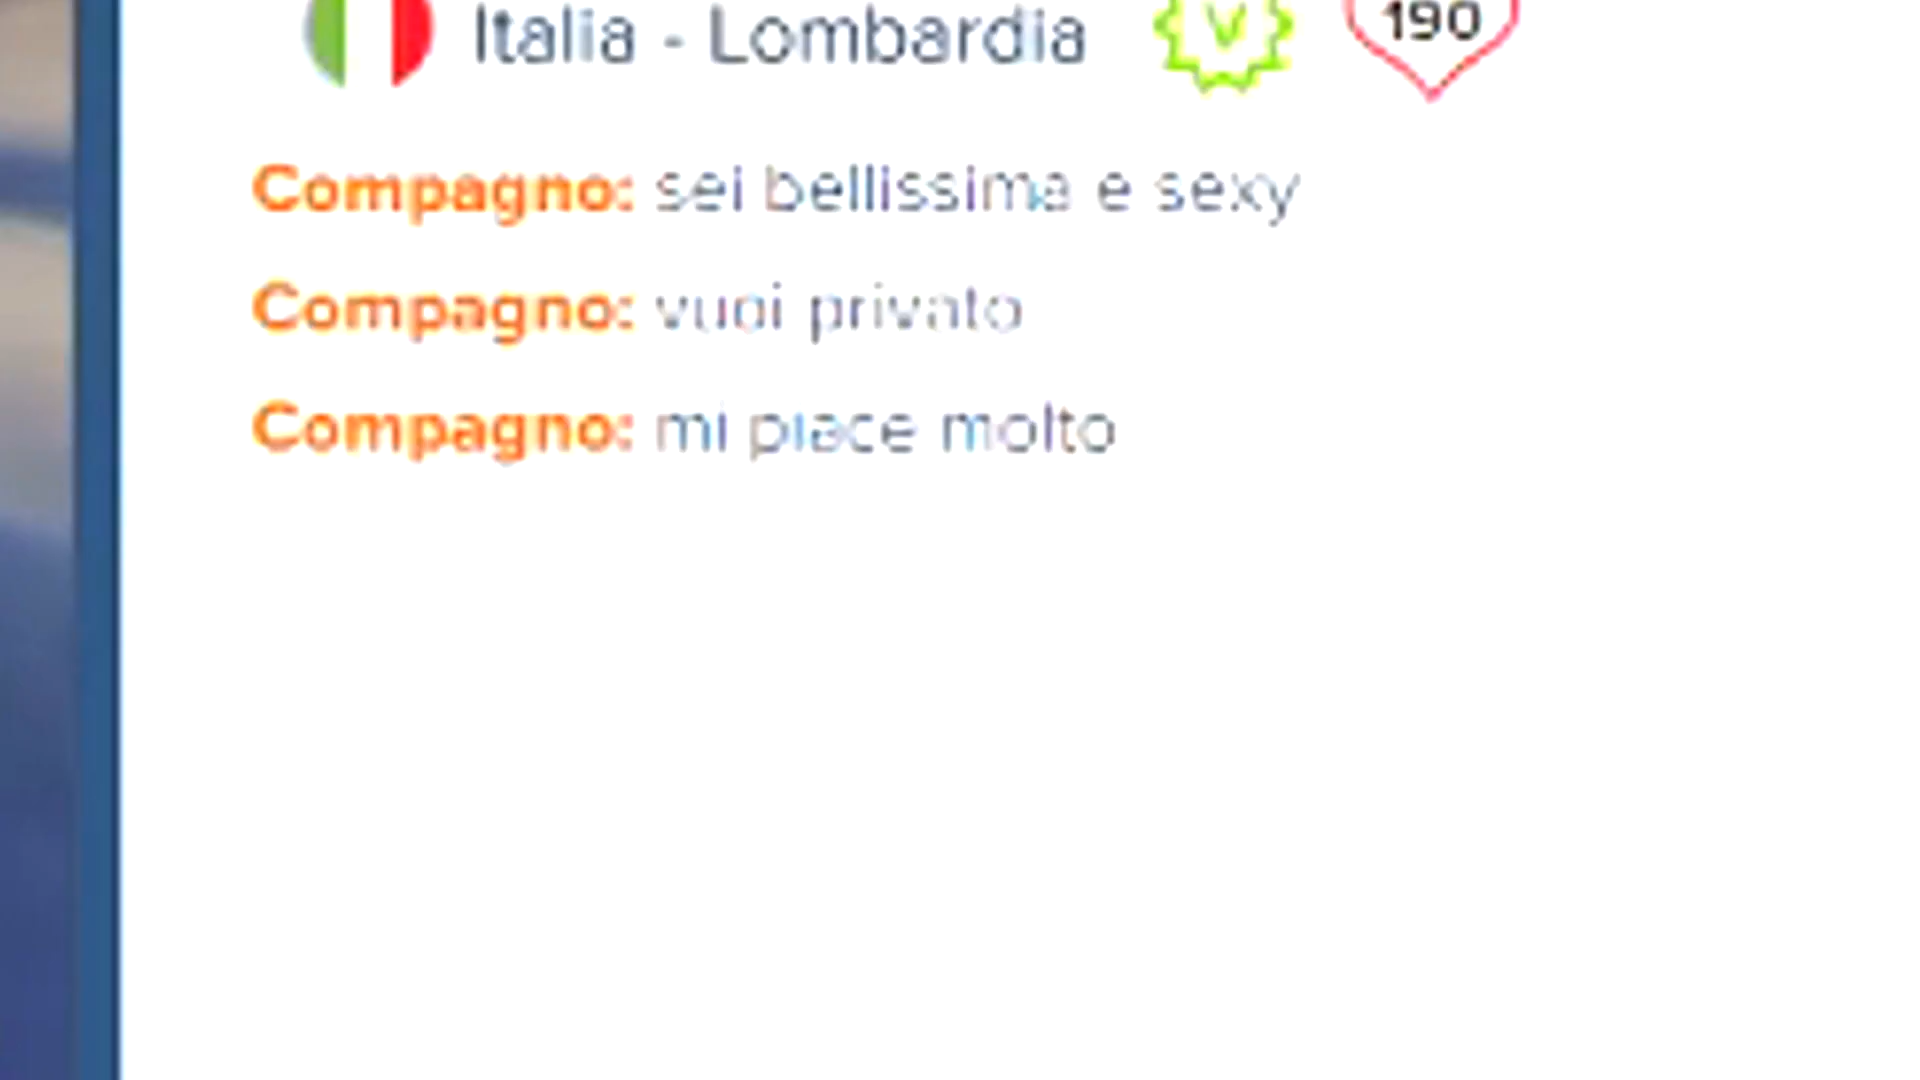 Italia - Lombardia V 190
Compagno: sei bellissima e sexy
Compagno: vuoi privato
Compagno: mi piace molto